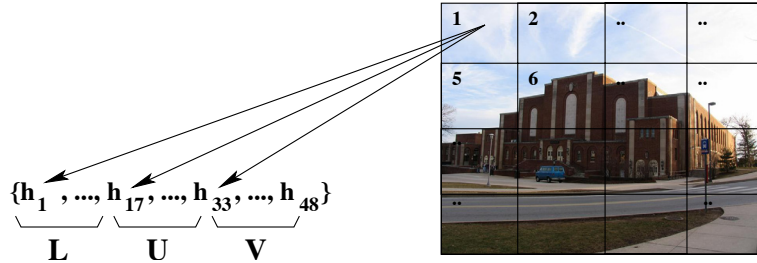 1 2 .. ..
5 6 .. ..
{h1 , ..., h17, ..., h33, ..., h48}
.. ..
L U V